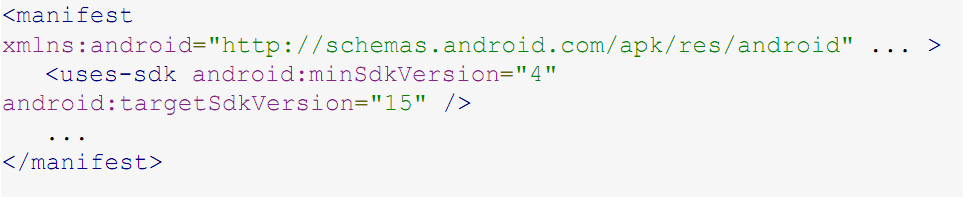 <manifest
xmlns:android="http://schemas.android.com/apk/res/android" ... >
<uses-sdk android:minSdkVersion="4"
android:targetSdkVersion="15" />
...
</manifest>